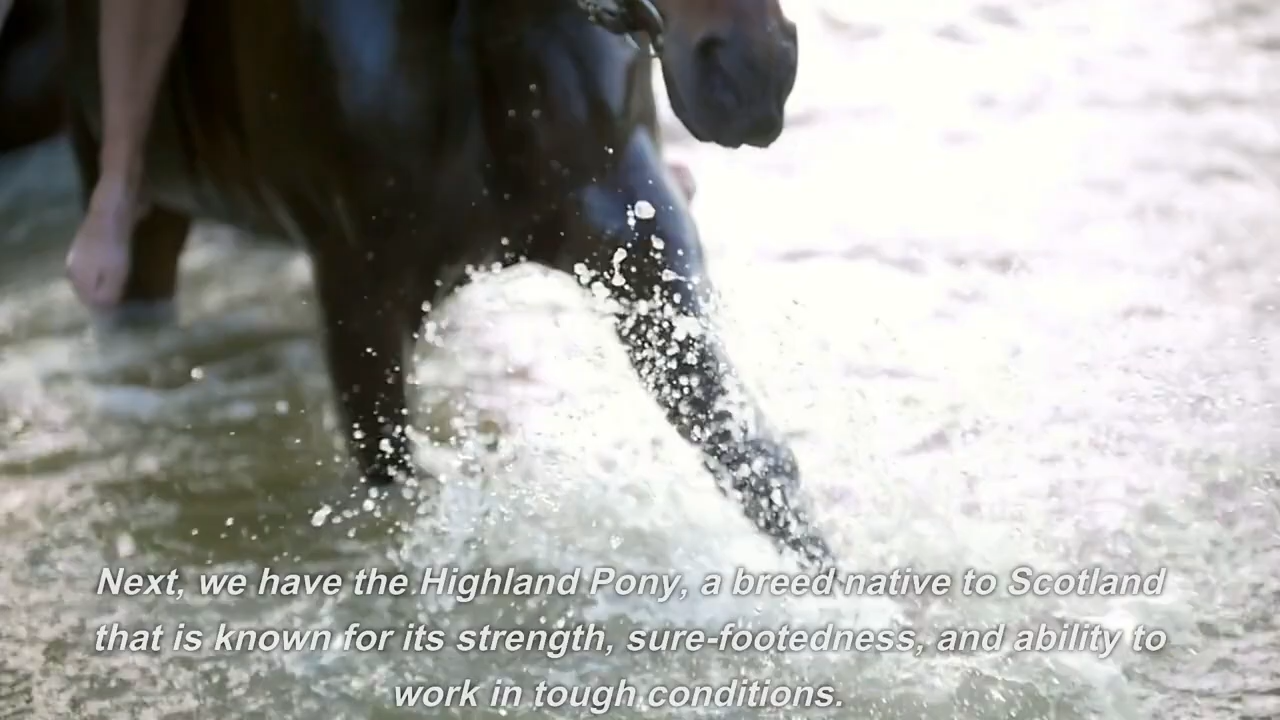 Next, we have the Highland Pony, a breed native to Scotland
that is known for its strength, sure-footedness, and ability to
work in tough conditions.